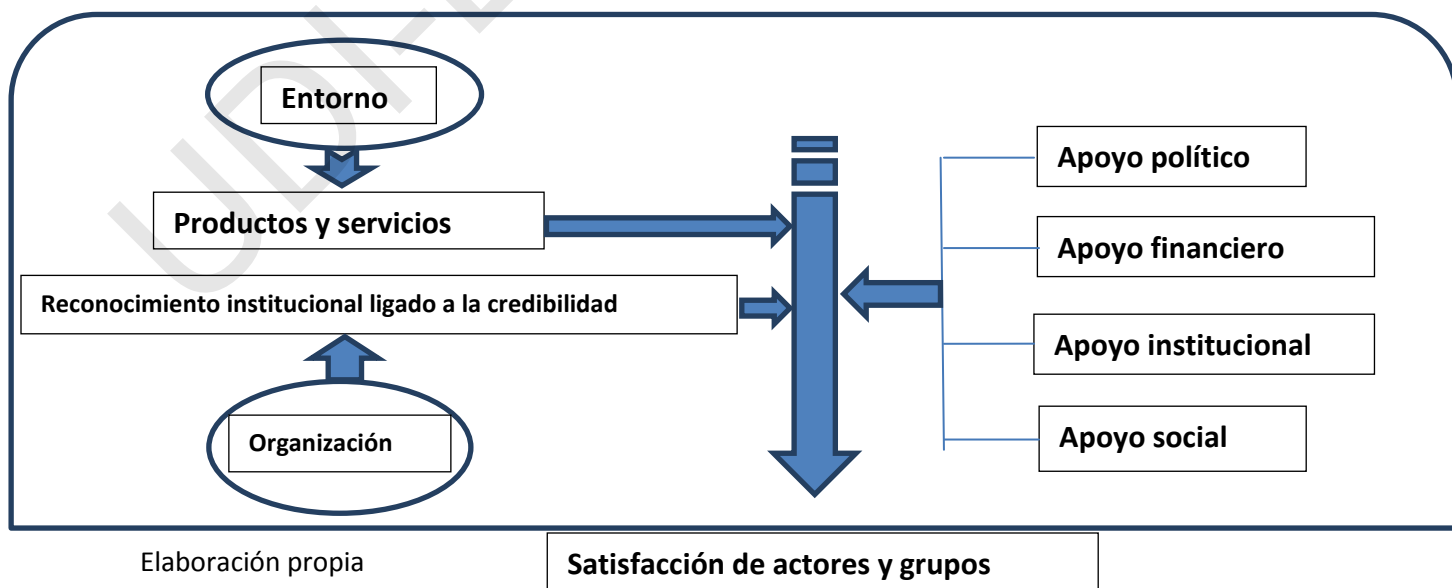 Entorno
Productos y servicios
Reconocimiento institucional ligado a la credibilidad
Organización
Apoyo político
Apoyo financiero
Apoyo institucional
Apoyo social
Elaboración propia
Satisfacción de actores y grupos